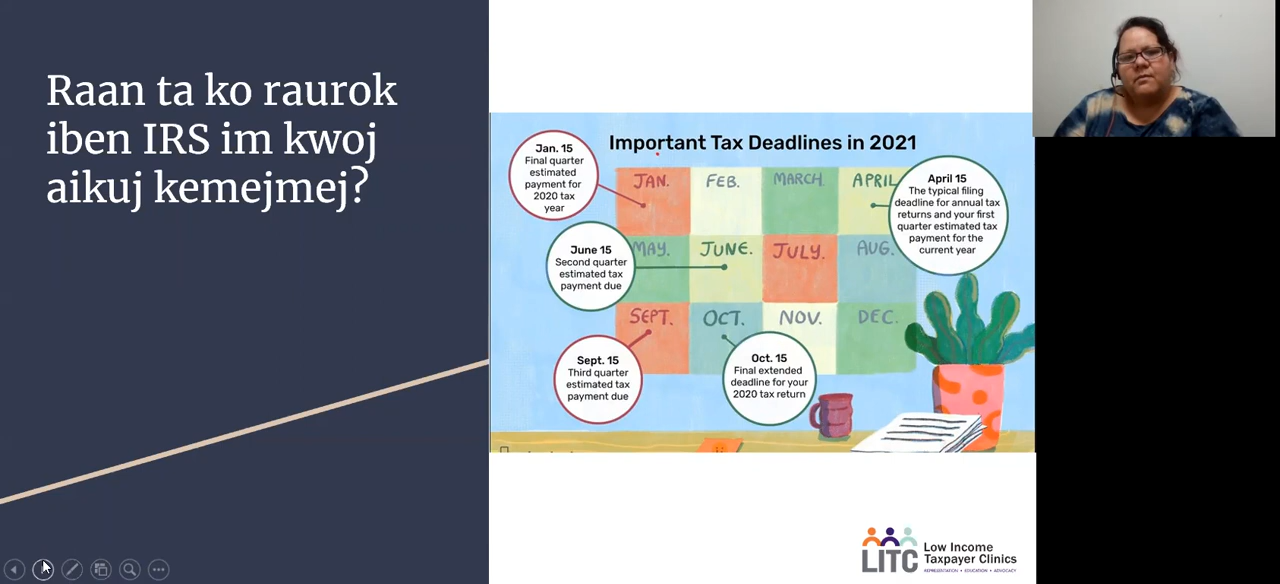 Raan ta ko raurok
iben IRS im kwoj
aikuj kemejmej?
Important Tax Deadlines in 2021
Jan. 15
Final quarter
estimated
payment for
2020 tax
year
JAN.
FEB.
MARCH.
APRIL
April 15
The typical filing
deadline for annual tax
returns and your first
quarter estimated tax
payment for the
current year
June 15
Second quarter
estimated tax
payment due
MAY.
JUNE.
JULY.
AUG.
SEPT.
OCT.
NOV.
DEC.
Sept. 15
Third quarter
estimated tax
payment due
Oct. 15
Final extended
deadline for your
2020 tax return
LITC
Low Income
Taxpayer Clinics
REPRESENTATION • EDUCATION • ADVOCACY